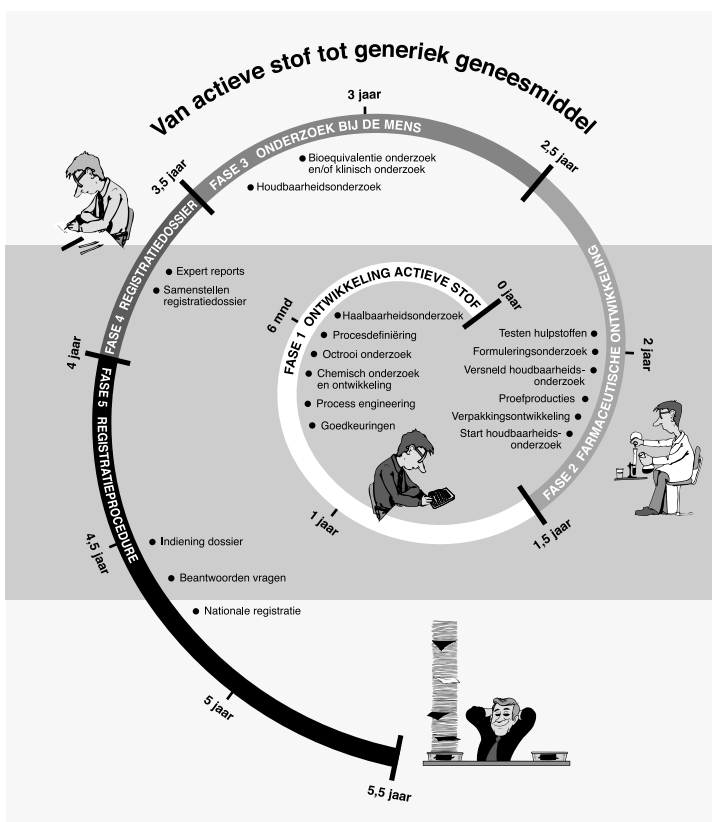 Van actieve stof tot generiek geneesmiddel
0 jaar
FASE 1 ONTWIKKELING ACTIEVE STOF
6 mnd
Haalbaarheidsonderzoek
Procesdefiniëring
Octrooi onderzoek
Chemisch onderzoek
en ontwikkeling
Process engineering
Goedkeuringen
1 jaar
1,5 jaar
FASE 2 FARMACEUTISCHE ONTWIKKELING
Testen hulpstoffen
Formuleringsonderzoek
Versneld houdbaarheids-
onderzoek
Proefproducties
Verpakkingsontwikkeling
Start houdbaarheids-
onderzoek
2 jaar
2,5 jaar
FASE 3 ONDERZOEK BIJ DE MENS
3 jaar
Bioequivalentie onderzoek
en/of klinisch onderzoek
Houdbaarheidsonderzoek
3,5 jaar
FASE 4 REGISTRATIEDOSSIER
Expert reports
Samenstellen
registratiedossier
4 jaar
FASE 5 REGISTRATIEPROCEDURE
4,5 jaar
Indiening dossier
Beantwoorden vragen
Nationale registratie
5 jaar
5,5 jaar